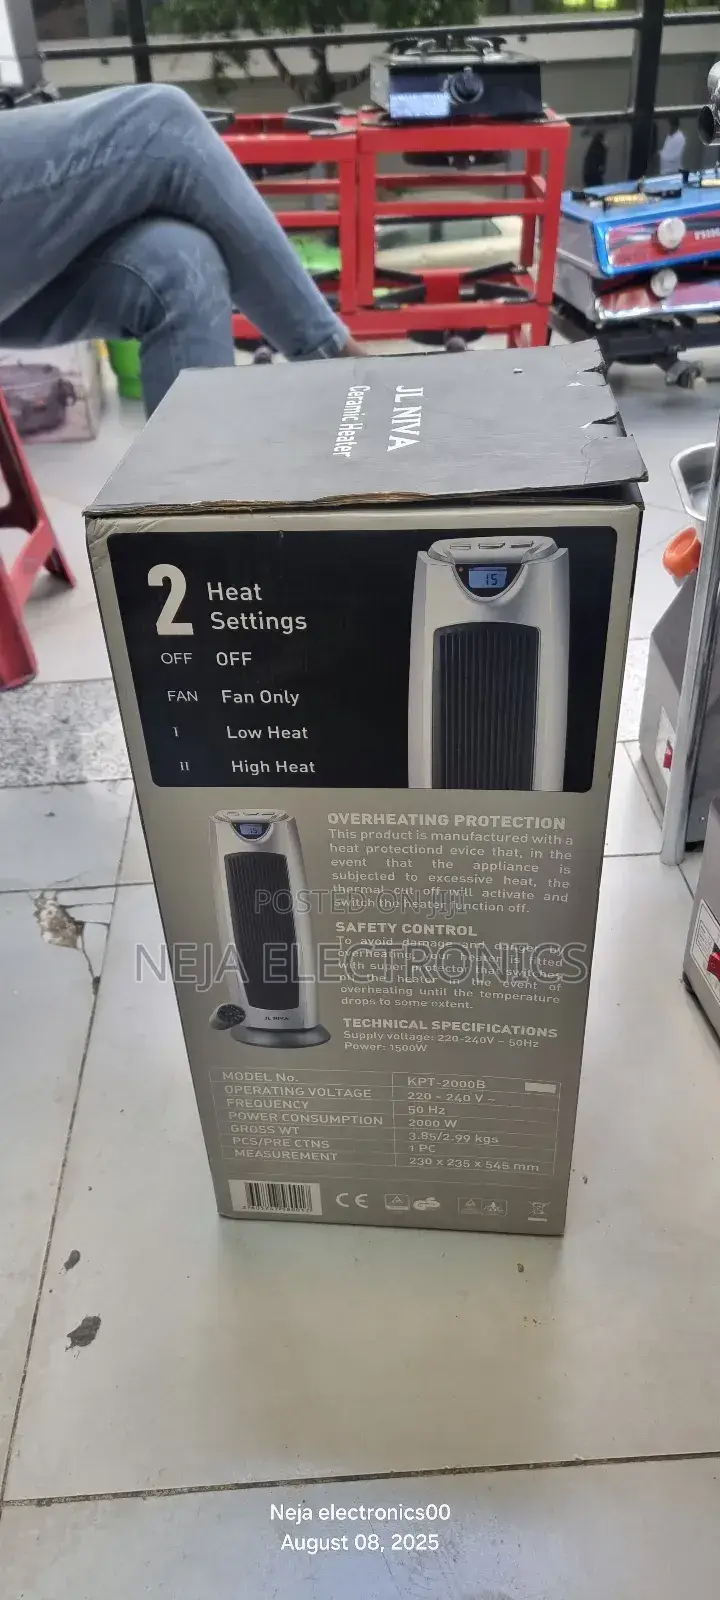 JL NIVA
Ceramic Heater
2 Heat
Settings
OFF OFF
FAN Fan Only
I Low Heat
II High Heat
15
OVERHEATING PROTECTION
This product is manufactured with a
heat protectiond evice that, in the
event that the appliance is
subjected to excessive heat, the
thermal cut off will activate and
switch the heater function off.
SAFETY CONTROL
To avoid damage and danger by
overheating, your heater is fitted
with super protector that switches
off the heater in the event of
overheating until the temperature
drops to some extent.
TECHNICAL SPECIFICATIONS
Supply voltage: 220-240V ~ 50Hz
Power: 1500W
15
JL NIVA
MODEL No. KPT-2000B
OPERATING VOLTAGE 220 - 240 V ~
FREQUENCY 50 Hz
POWER CONSUMPTION 2000 W
GROSS WT 3.85/2.99 kgs
PCS/PRE CTNS 1 PC
MEASUREMENT 230 x 235 x 545 mm
CE
GS
POSTED ON JIJI
NEJA ELECTRONICS
Neja electronics00
August 08, 2025